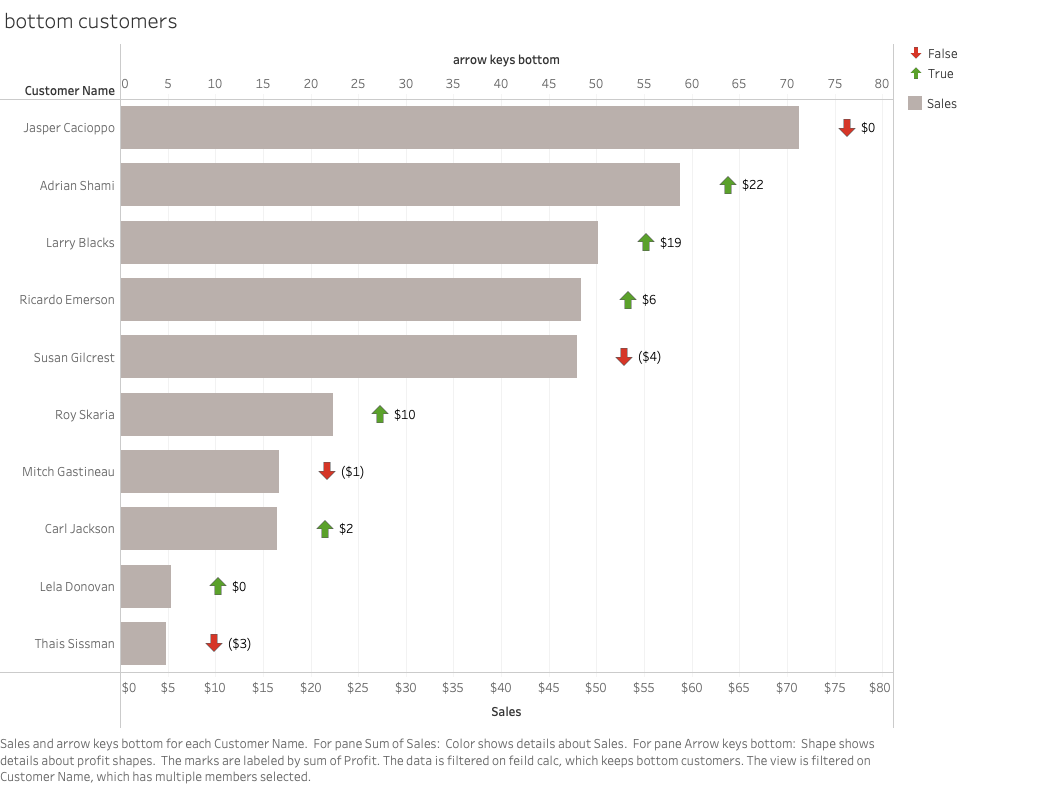 bottom customers
arrow keys bottom
Customer Name
0 5 10 15 20 25 30 35 40 45 50 55 60 65 70 75 80
False
True
Sales
Jasper Cacioppo $0
Adrian Shami $22
Larry Blacks $19
Ricardo Emerson $6
Susan Gilcrest ($4)
Roy Skaria $10
Mitch Gastineau ($1)
Carl Jackson $2
Lela Donovan $0
Thais Sissman ($3)
$0 $5 $10 $15 $20 $25 $30 $35 $40 $45 $50 $55 $60 $65 $70 $75 $80
Sales
Sales and arrow keys bottom for each Customer Name.  For pane Sum of Sales:  Color shows details about Sales.  For pane Arrow keys bottom:  Shape shows
details about profit shapes.  The marks are labeled by sum of Profit. The data is filtered on feild calc, which keeps bottom customers. The view is filtered on
Customer Name, which has multiple members selected.